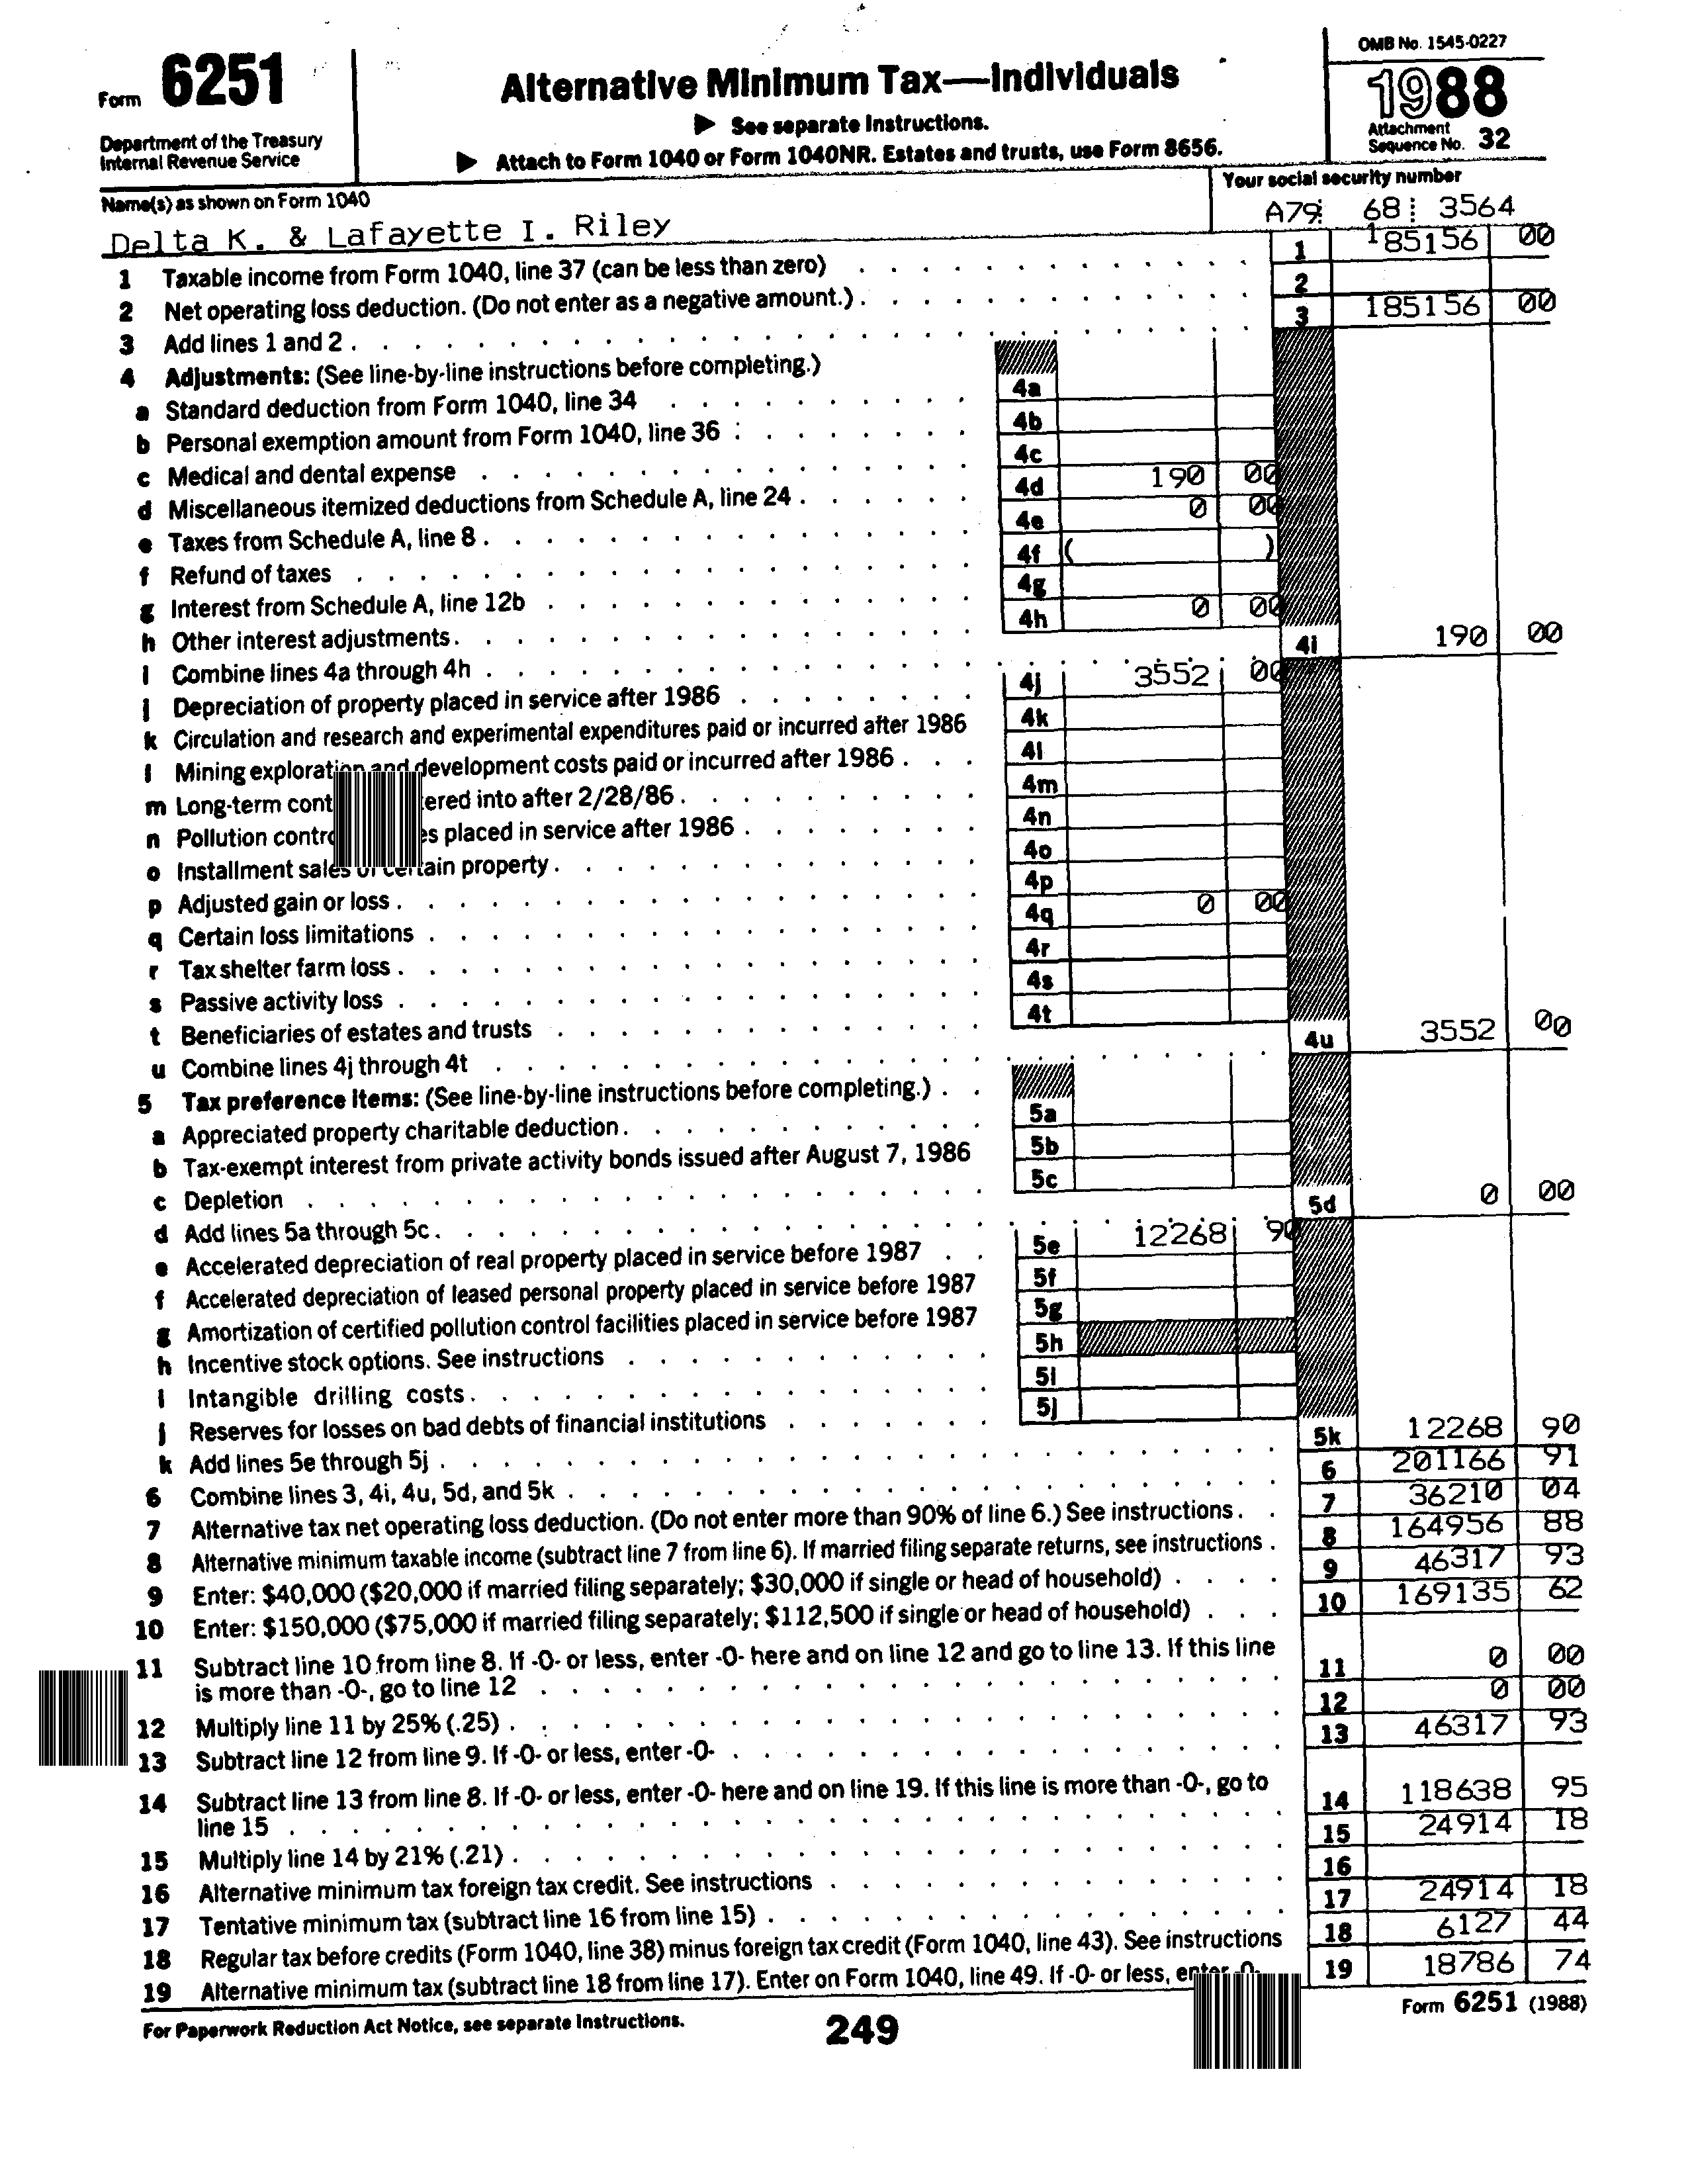 Form 6251
Department of the Treasury
Internal Revenue Service
Alternative Minimum Tax—Individuals
▶ See separate Instructions.
▶ Attach to Form 1040 or Form 1040NR. Estates and trusts, use Form 8656.
OMB No. 1545-0227
1988
Attachment
Sequence No. 32
Name(s) as shown on Form 1040
Delta K. & Lafayette I. Riley
Your social security number
A79 68 3564
1 Taxable income from Form 1040, line 37 (can be less than zero) 1 185156 00
2 Net operating loss deduction. (Do not enter as a negative amount.) 2
3 Add lines 1 and 2 3 185156 00
4 Adjustments: (See line-by-line instructions before completing.)
a Standard deduction from Form 1040, line 34 4a
b Personal exemption amount from Form 1040, line 36 4b
c Medical and dental expense 4c
d Miscellaneous itemized deductions from Schedule A, line 24 4d 190 00
e Taxes from Schedule A, line 8 4e 0 00
f Refund of taxes 4f ( )
g Interest from Schedule A, line 12b 4g
h Other interest adjustments 4h 0 00
i Combine lines 4a through 4h 4i 190 00
j Depreciation of property placed in service after 1986 4j 3552 00
k Circulation and research and experimental expenditures paid or incurred after 1986 4k
l Mining exploration and development costs paid or incurred after 1986 4l
m Long-term cont ered into after 2/28/86 4m
n Pollution contro es placed in service after 1986 4n
o Installment sales of certain property 4o
p Adjusted gain or loss 4p
q Certain loss limitations 4q 0 00
r Tax shelter farm loss 4r
s Passive activity loss 4s
t Beneficiaries of estates and trusts 4t
u Combine lines 4j through 4t 4u 3552 00
5 Tax preference items: (See line-by-line instructions before completing.)
a Appreciated property charitable deduction 5a
b Tax-exempt interest from private activity bonds issued after August 7, 1986 5b
c Depletion 5c
d Add lines 5a through 5c 5d 0 00
e Accelerated depreciation of real property placed in service before 1987 5e 12268 90
f Accelerated depreciation of leased personal property placed in service before 1987 5f
g Amortization of certified pollution control facilities placed in service before 1987 5g
h Incentive stock options. See instructions 5h
i Intangible drilling costs 5i
j Reserves for losses on bad debts of financial institutions 5j
k Add lines 5e through 5j 5k 12268 90
6 Combine lines 3, 4i, 4u, 5d, and 5k 6 201166 91
7 Alternative tax net operating loss deduction. (Do not enter more than 90% of line 6.) See instructions 7 36210 04
8 Alternative minimum taxable income (subtract line 7 from line 6). If married filing separate returns, see instructions 8 164956 88
9 Enter: $40,000 ($20,000 if married filing separately; $30,000 if single or head of household) 9 46317 93
10 Enter: $150,000 ($75,000 if married filing separately; $112,500 if single or head of household) 10 169135 62
11 Subtract line 10 from line 8. If -0- or less, enter -0- here and on line 12 and go to line 13. If this line
is more than -0-, go to line 12 11 0 00
12 Multiply line 11 by 25% (.25) 12 0 00
13 Subtract line 12 from line 9. If -0- or less, enter -0- 13 46317 93
14 Subtract line 13 from line 8. If -0- or less, enter -0- here and on line 19. If this line is more than -0-, go to
line 15 14 118638 95
15 Multiply line 14 by 21% (.21) 15 24914 18
16 Alternative minimum tax foreign tax credit. See instructions 16
17 Tentative minimum tax (subtract line 16 from line 15) 17 24914 18
18 Regular tax before credits (Form 1040, line 38) minus foreign tax credit (Form 1040, line 43). See instructions 18 6127 44
19 Alternative minimum tax (subtract line 18 from line 17). Enter on Form 1040, line 49. If -0- or less, enter -0- 19 18786 74
For Paperwork Reduction Act Notice, see separate Instructions.
249
Form 6251 (1988)